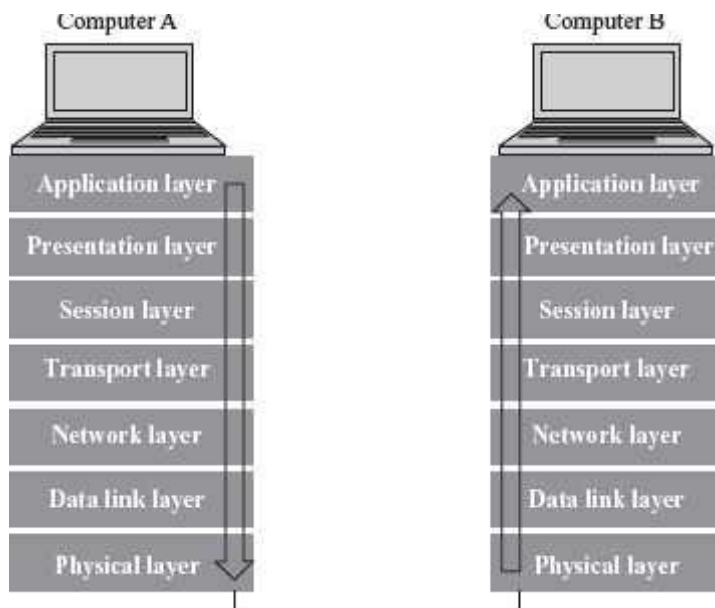 Computer A
Computer B
Application layer
Presentation layer
Session layer
Transport layer
Network layer
Data link layer
Physical layer
Application layer
Presentation layer
Session layer
Transport layer
Network layer
Data link layer
Physical layer